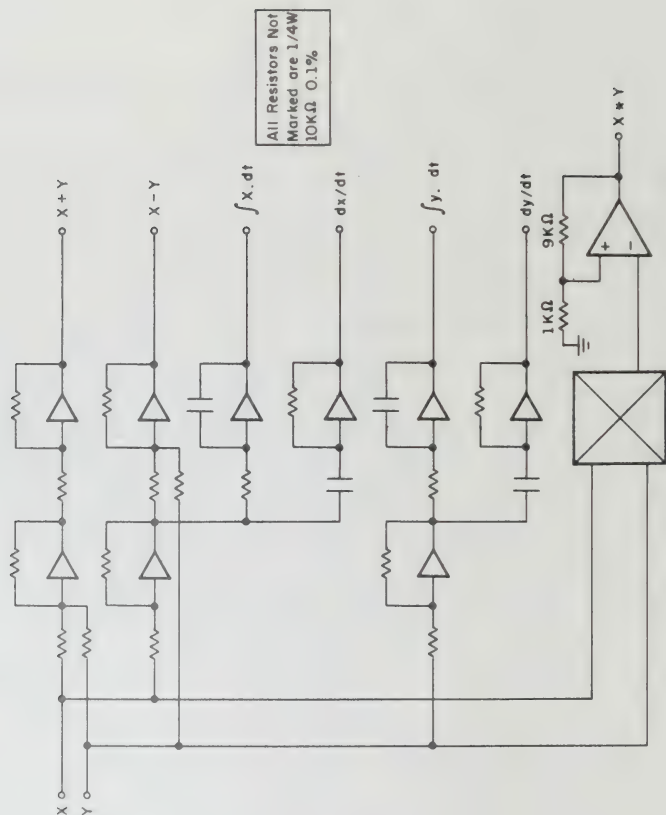 X
Y
X + Y
X - Y
∫X.dt
dx/dt
∫y.dt
dy/dt
X * Y
1KΩ
9KΩ
+
-
All Resistors Not
Marked are 1/4W
10KΩ 0.1%